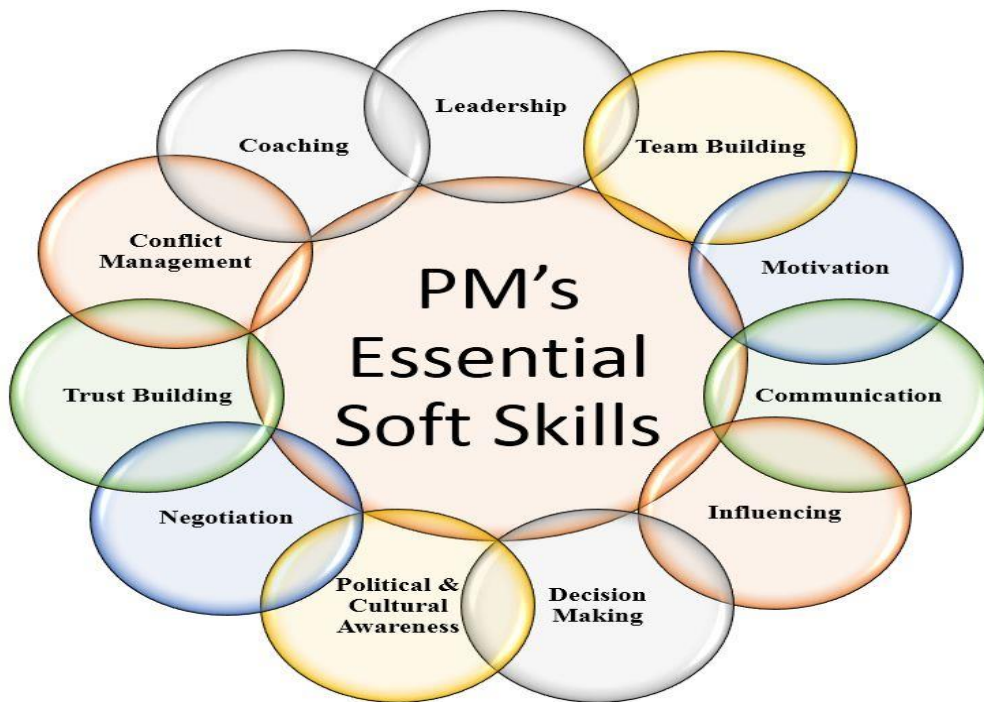 PM's
Essential
Soft Skills
Leadership
Team Building
Motivation
Communication
Influencing
Decision
Making
Political &
Cultural
Awareness
Negotiation
Trust Building
Conflict
Management
Coaching